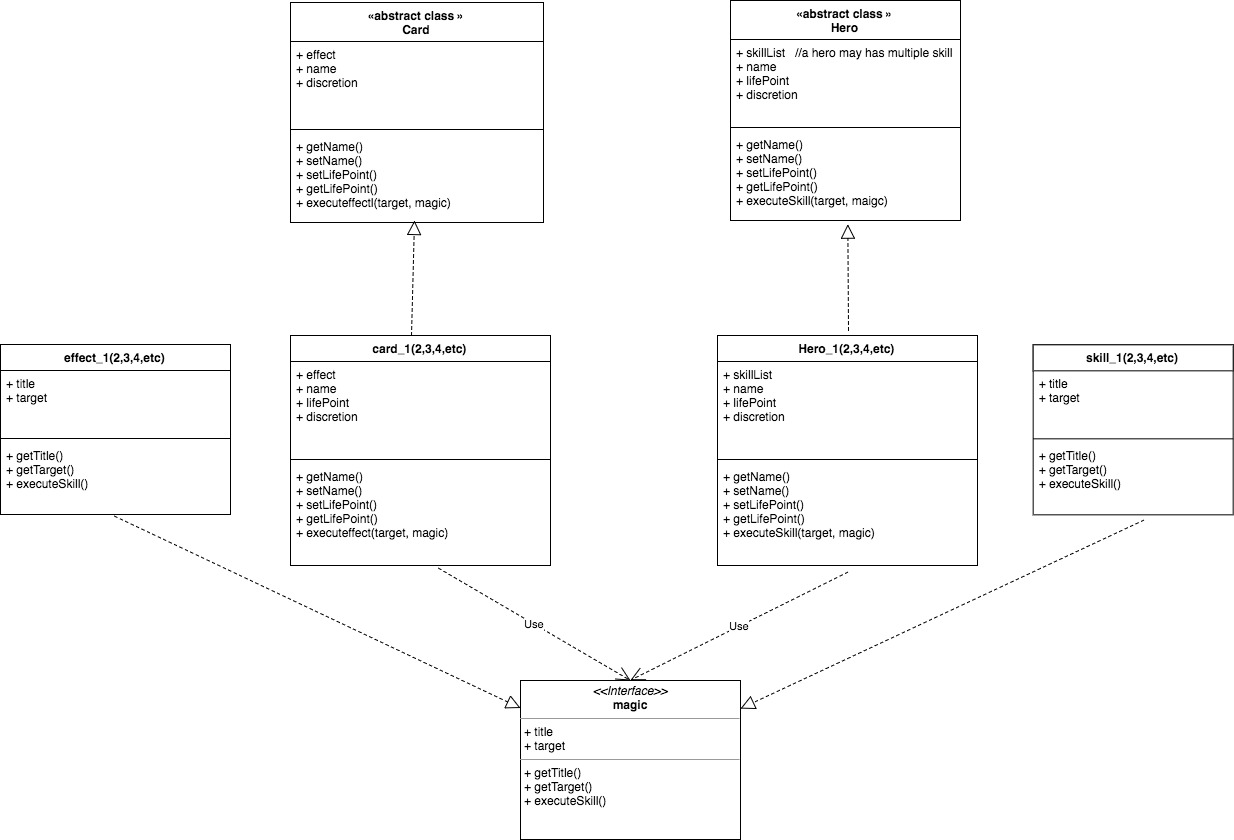 «abstract class »
Card
+ effect
+ name
+ discretion
+ getName()
+ setName()
+ setLifePoint()
+ getLifePoint()
+ executeffectl(target, magic)
«abstract class »
Hero
+ skillList   //a hero may has multiple skill
+ name
+ lifePoint
+ discretion
+ getName()
+ setName()
+ setLifePoint()
+ getLifePoint()
+ executeSkill(target, maigc)
effect_1(2,3,4,etc)
+ title
+ target
+ getTitle()
+ getTarget()
+ executeSkill()
card_1(2,3,4,etc)
+ effect
+ name
+ lifePoint
+ discretion
+ getName()
+ setName()
+ setLifePoint()
+ getLifePoint()
+ executeffect(target, magic)
Hero_1(2,3,4,etc)
+ skillList
+ name
+ lifePoint
+ discretion
+ getName()
+ setName()
+ setLifePoint()
+ getLifePoint()
+ executeSkill(target, magic)
skill_1(2,3,4,etc)
+ title
+ target
+ getTitle()
+ getTarget()
+ executeSkill()
Use
Use
<<Interface>>
magic
+ title
+ target
+ getTitle()
+ getTarget()
+ executeSkill()